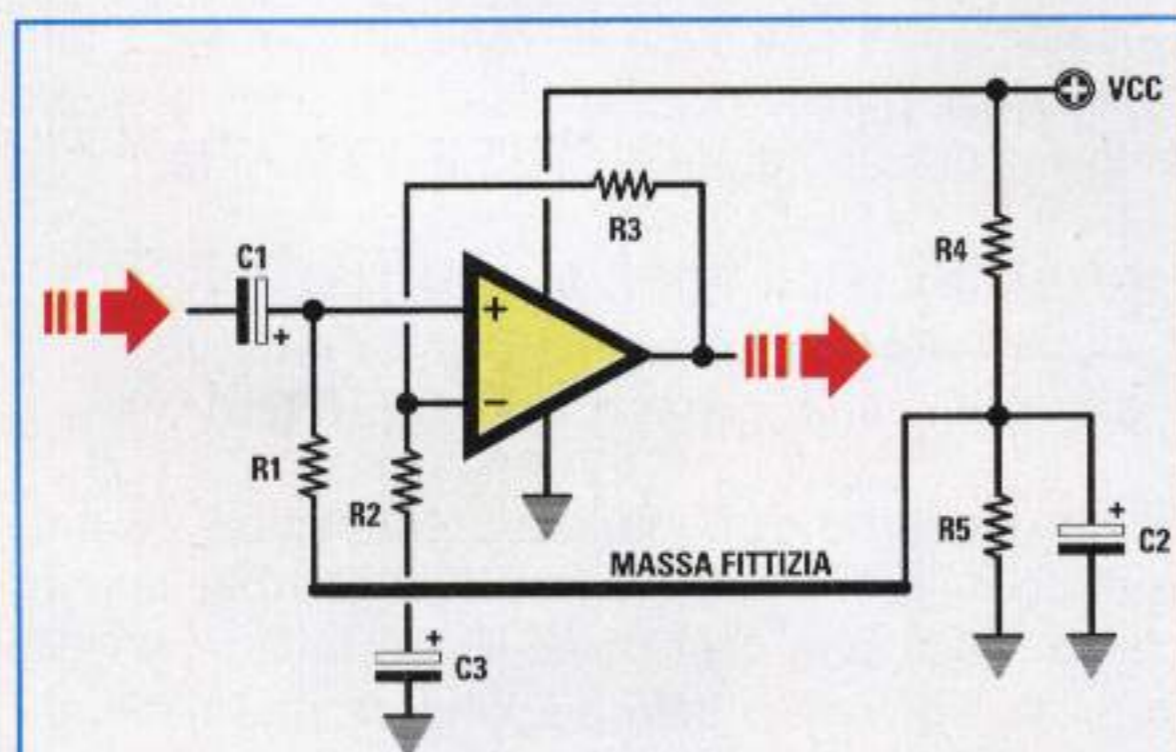 VCC
R3
R4
C1
+
+
−
R1
R2
R5
+
C2
MASSA FITTIZIA
+
C3